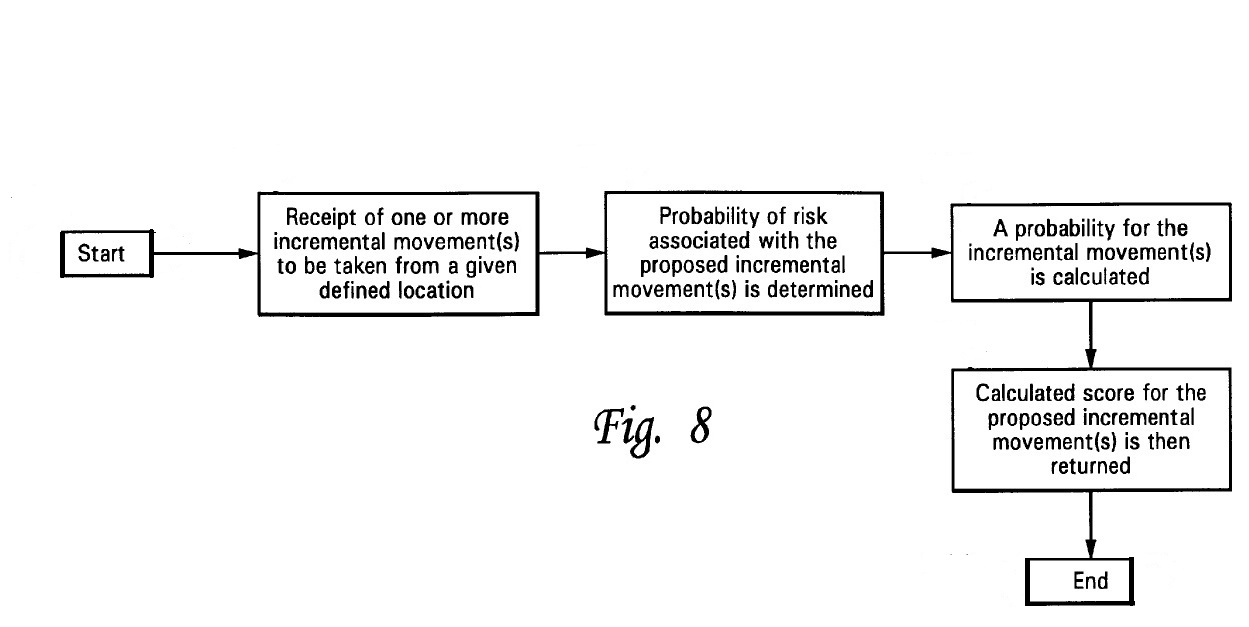 Start
Receipt of one or more
incremental movement(s)
to be taken from a given
defined location
Probability of risk
associated with the
proposed incremental
movement(s) is determined
A probability for the
incremental movement(s)
is calculated
Calculated score for the
proposed incremental
movement(s) is then
returned
Fig. 8
End